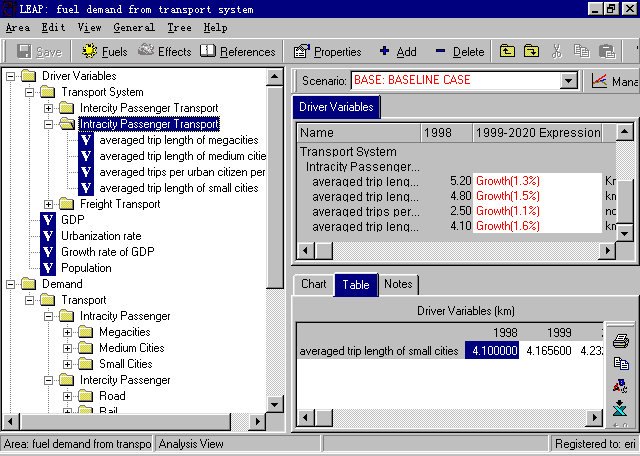 LEAP: fuel demand from transport system
Area Edit View General Tree Help
Save Fuels Effects References Properties Add Delete
Driver Variables
Transport System
Intercity Passenger Transport
Intracity Passenger Transport
averaged trip length of megacities
averaged trip length of medium citie
averaged trips per urban citizen per
averaged trip length of small cities
Freight Transport
GDP
Urbanization rate
Growth rate of GDP
Population
Demand
Transport
Intracity Passenger
Megacities
Medium Cities
Small Cities
Intercity Passenger
Road
Rail
Scenario: BASE: BASELINE CASE Mana
Driver Variables
Name 1998 1999-2020 Expression
Transport System
Intracity Passenger...
averaged trip leng... 5.20 Growth(1.3%) Km
averaged trip leng... 4.80 Growth(1.5%) km
averaged trips per... 2.50 Growth(1.1%) no
averaged trip leng... 4.10 Growth(1.6%) km
Chart Table Notes
Driver Variables (km)
1998 1999
averaged trip length of small cities 4.100000 4.165600 4.232
Area: fuel demand from transpo Analysis View Registered to: eri